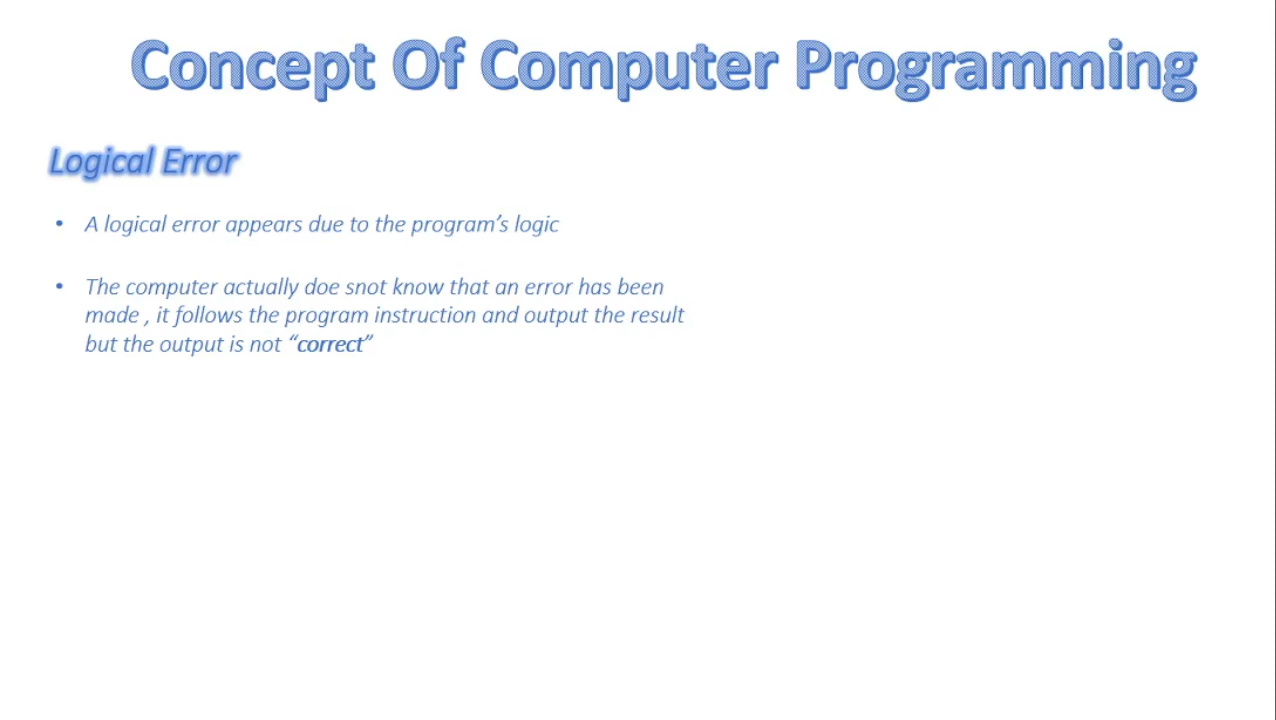 Concept Of Computer Programming
Logical Error
• A logical error appears due to the program’s logic
• The computer actually doe snot know that an error has been
made , it follows the program instruction and output the result
but the output is not “correct”